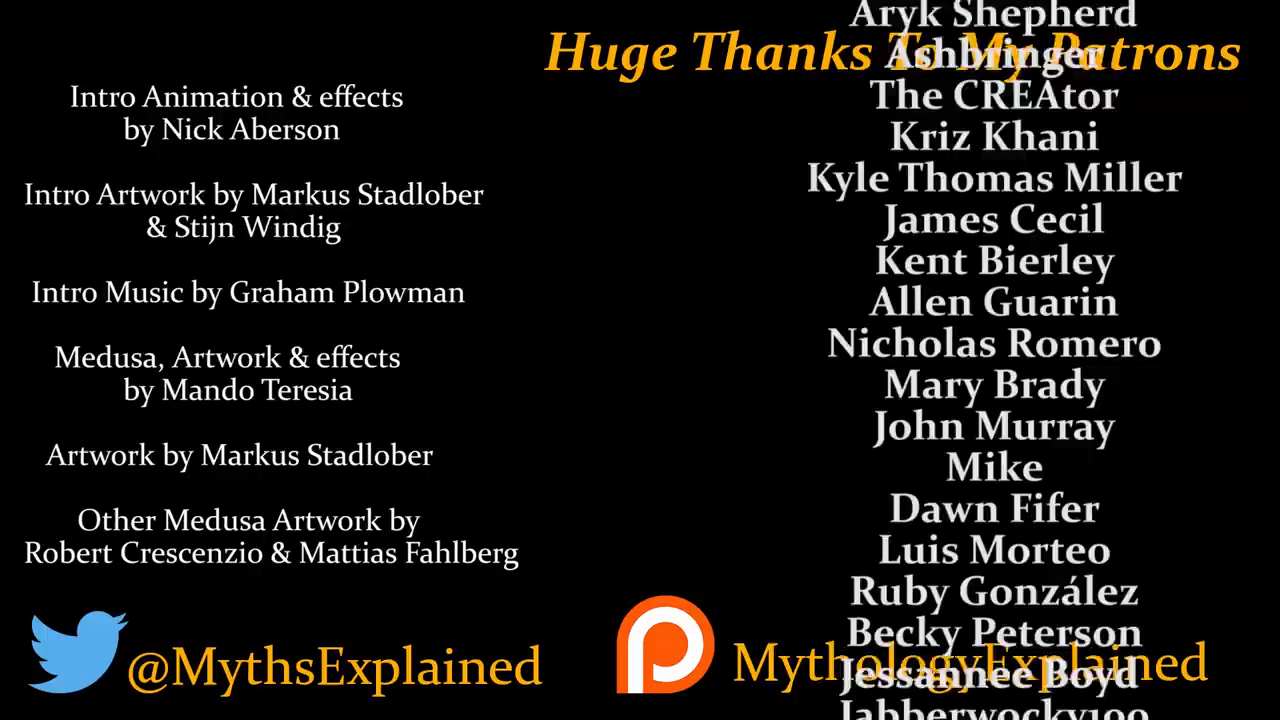 Intro Animation & effects
by Nick Aberson
Intro Artwork by Markus Stadlober
& Stijn Windig
Intro Music by Graham Plowman
Medusa, Artwork & effects
by Mando Teresia
Artwork by Markus Stadlober
Other Medusa Artwork by
Robert Crescenzio & Mattias Fahlberg
@MythsExplained
Huge Thanks To My Patrons
Aryk Shepherd
Ashbringer
The CREAtor
Kriz Khani
Kyle Thomas Miller
James Cecil
Kent Bierley
Allen Guarin
Nicholas Romero
Mary Brady
John Murray
Mike
Dawn Fifer
Luis Morteo
Ruby González
Becky Peterson
MythologyExplained
Jessannee Boyd
Jabberwocky100